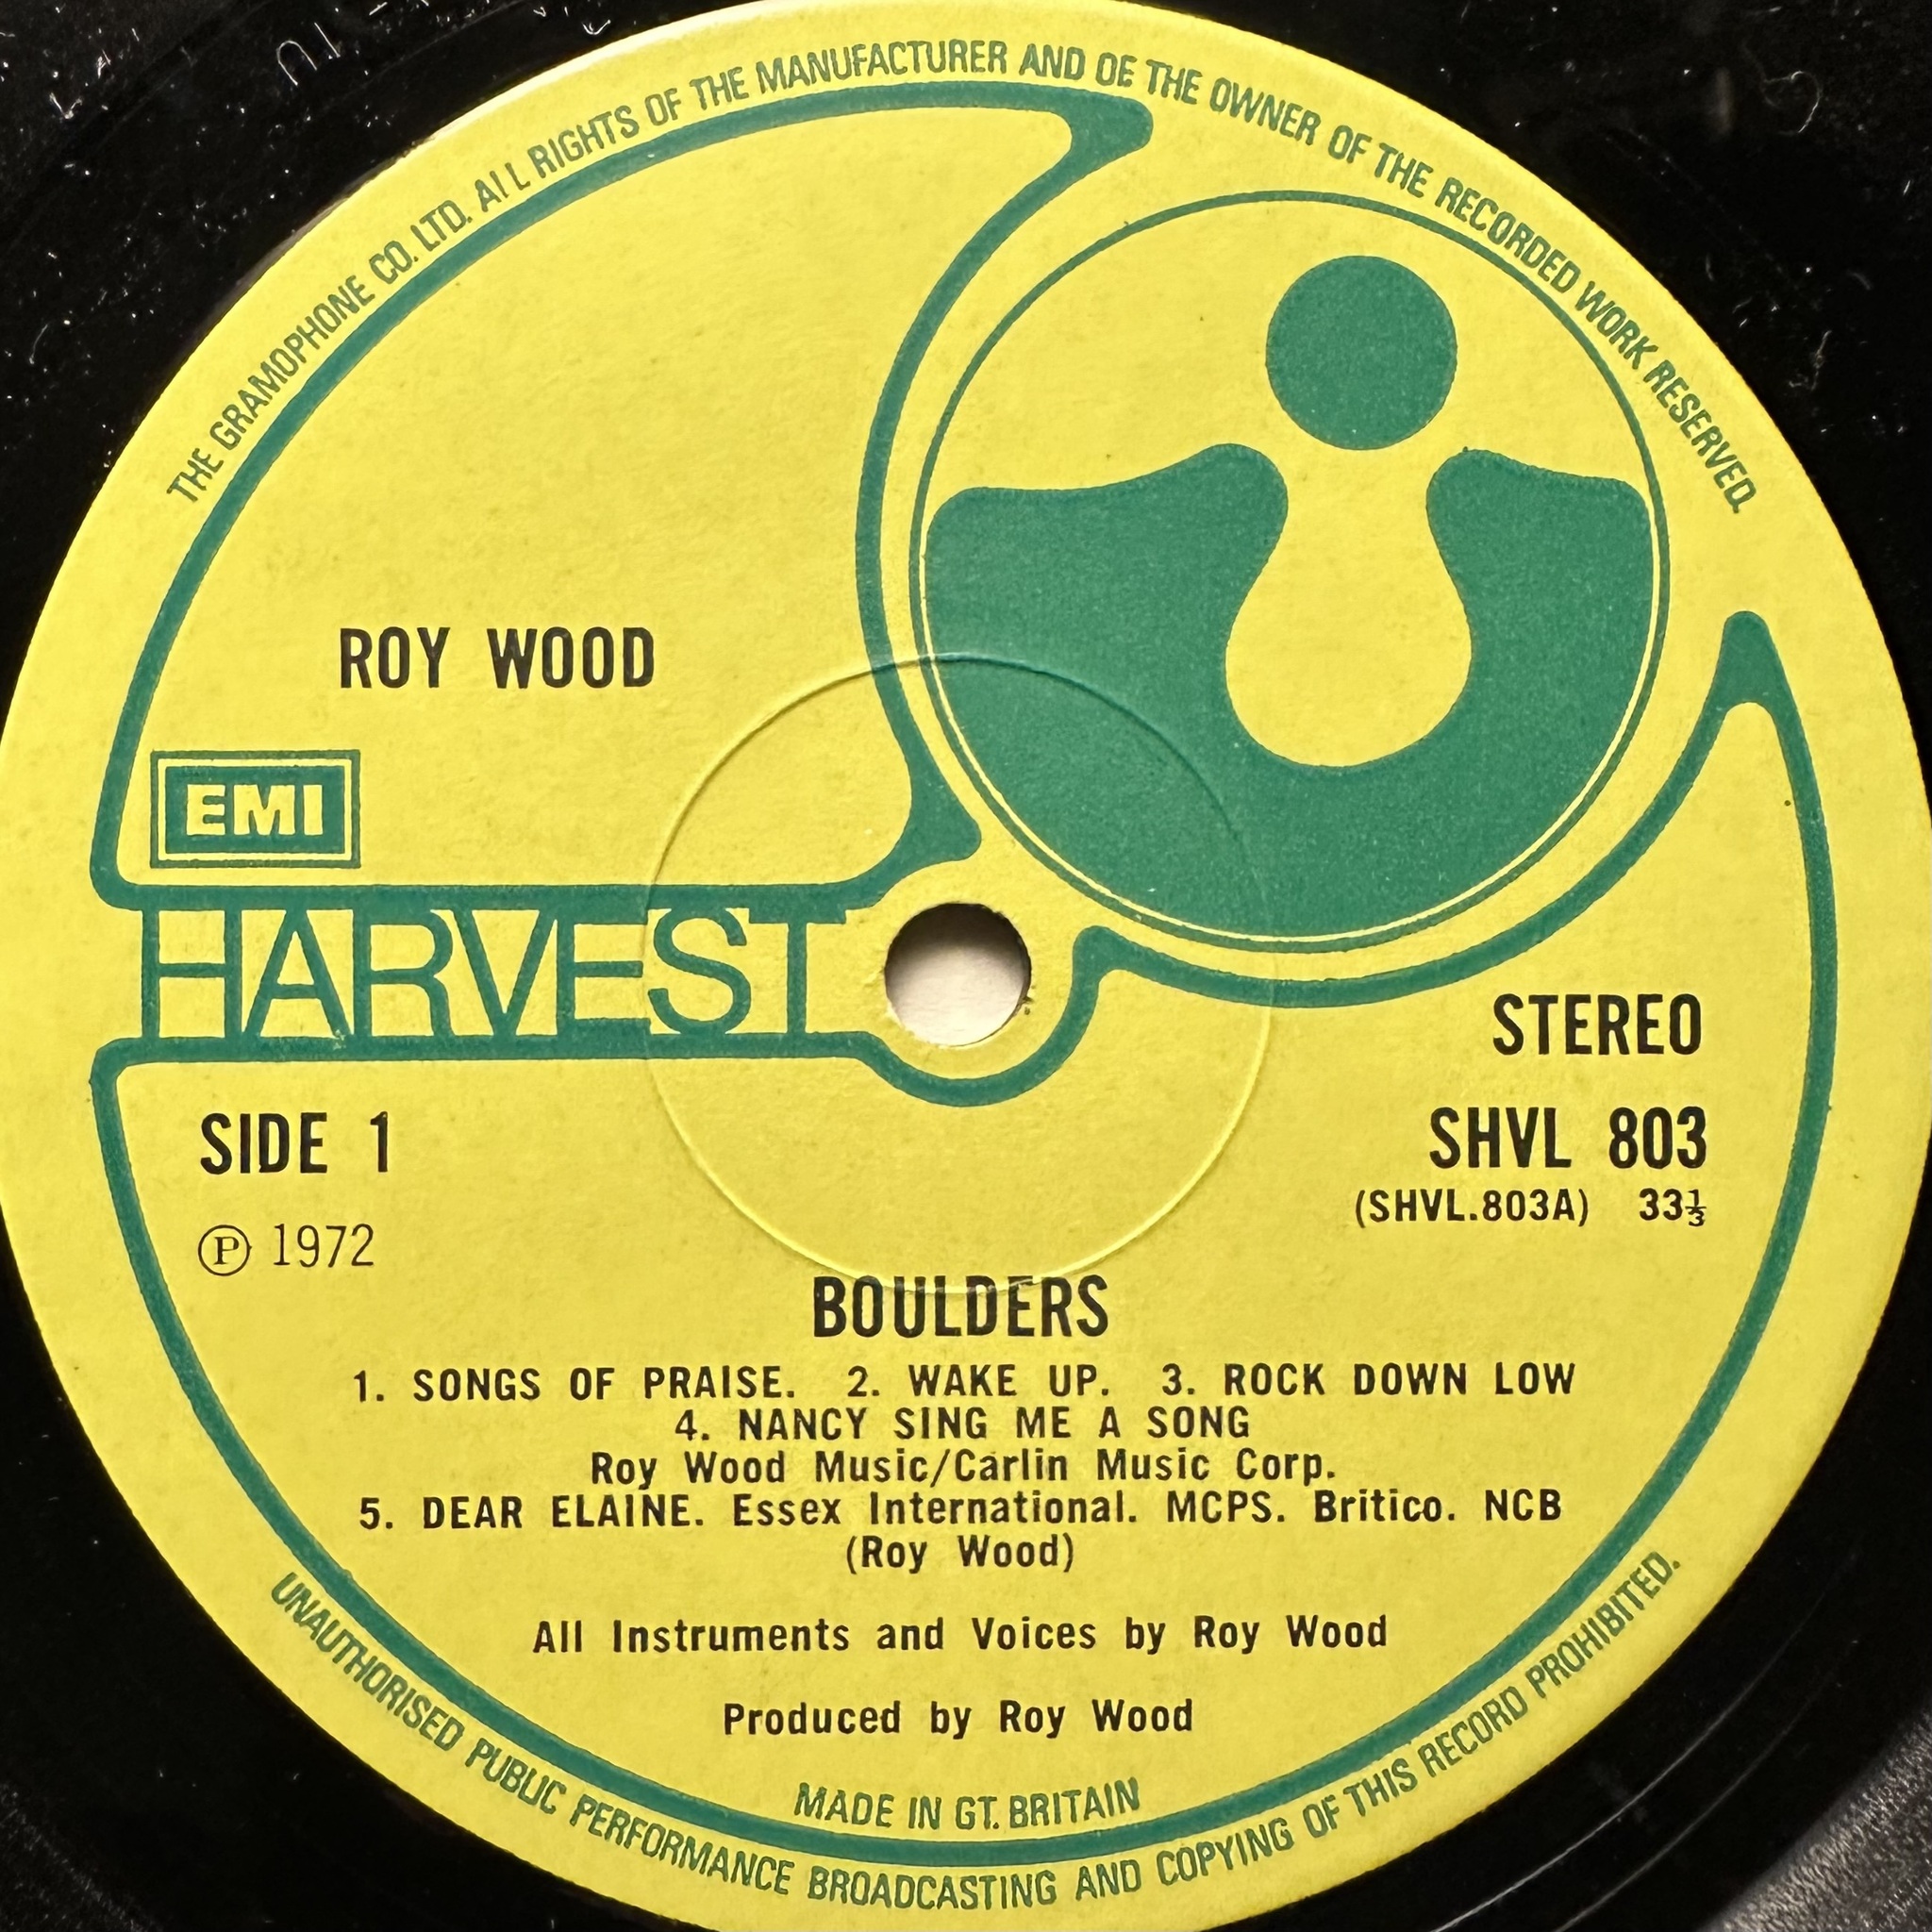 THE GRAMOPHONE CO. LTD. ALL RIGHTS OF THE MANUFACTURER AND OE THE OWNER OF THE RECORDED WORK RESERVED.
ROY WOOD
EMI
HARVEST
STEREO
SIDE 1
SHVL 803
(SHVL.803A) 33⅓
℗ 1972
BOULDERS
1. SONGS OF PRAISE. 2. WAKE UP. 3. ROCK DOWN LOW
4. NANCY SING ME A SONG
Roy Wood Music/Carlin Music Corp.
5. DEAR ELAINE. Essex International. MCPS. Britico. NCB
(Roy Wood)
All Instruments and Voices by Roy Wood
Produced by Roy Wood
MADE IN GT. BRITAIN
UNAUTHORISED PUBLIC PERFORMANCE BROADCASTING AND COPYING OF THIS RECORD PROHIBITED.